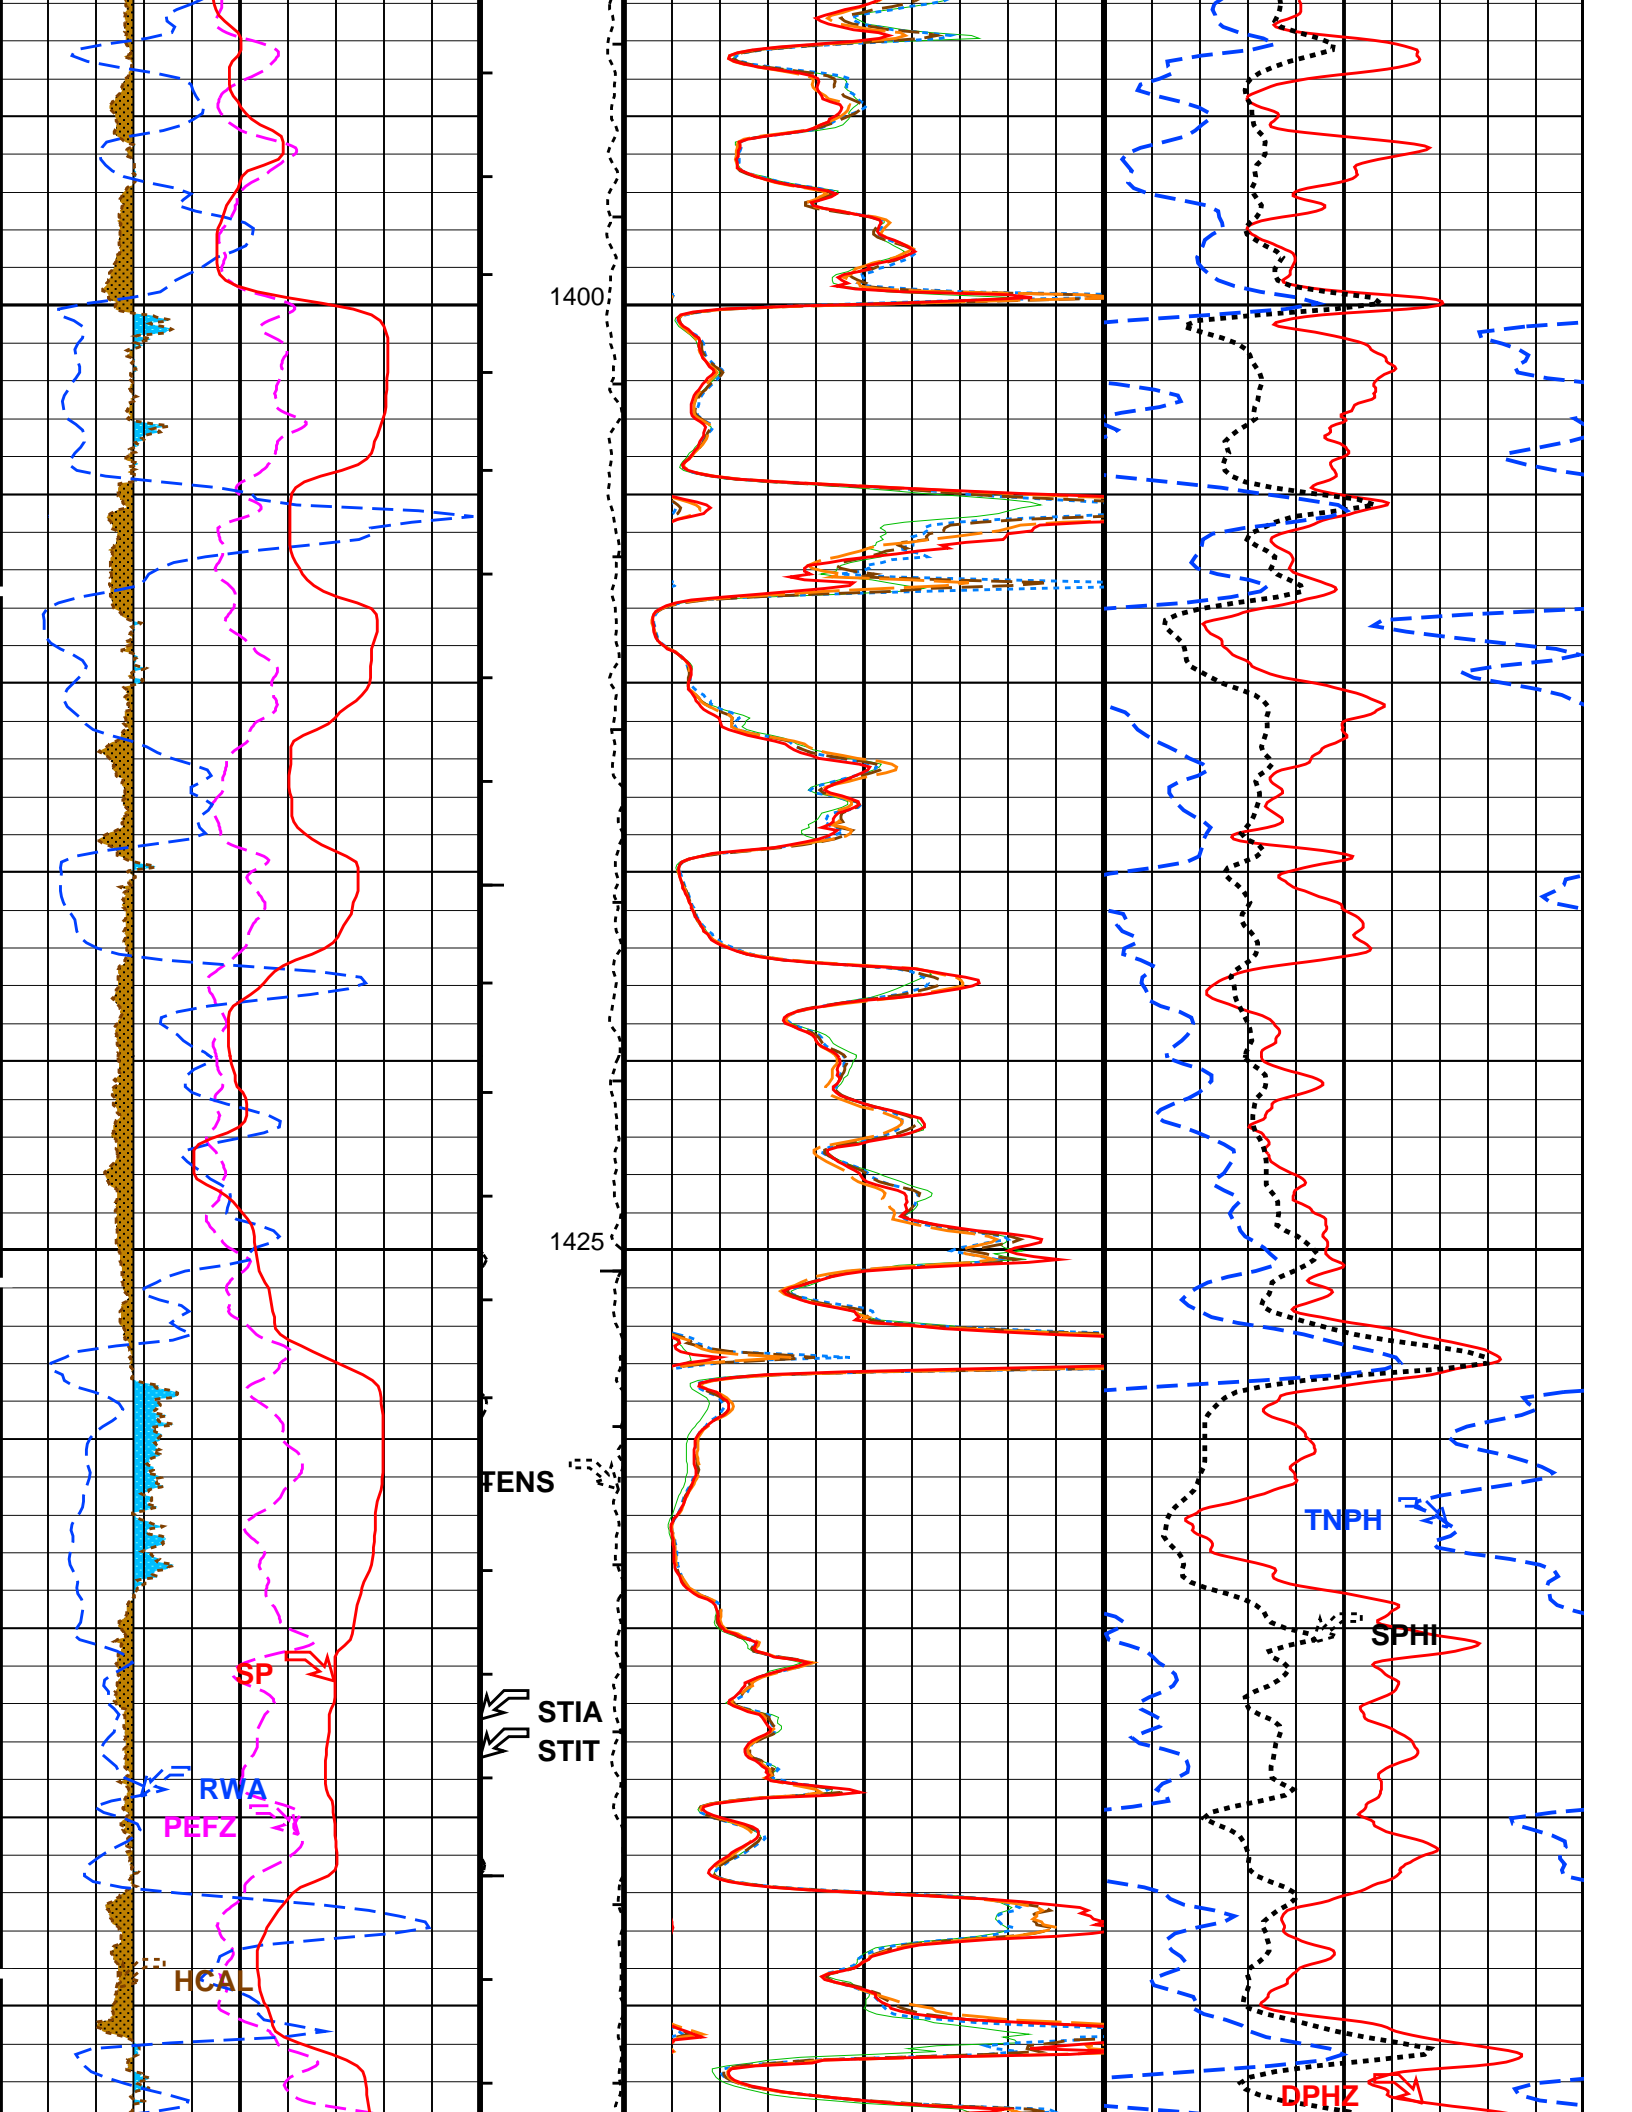 1400
1425
TENS
TNPH
SPHI
SP
STIA
STIT
RWA
PEFZ
HCAL
DPHZ